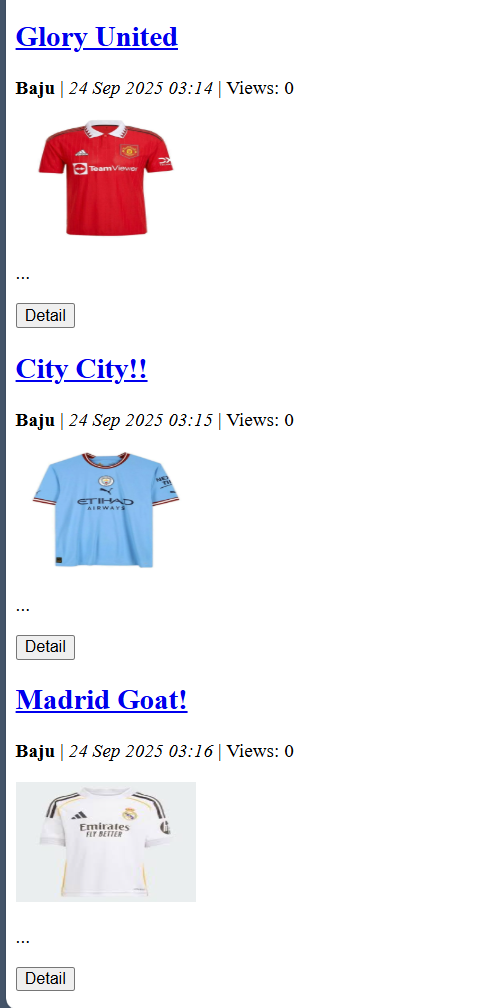 Glory United
Baju | 24 Sep 2025 03:14 | Views: 0
TeamViewer
...
Detail
City City!!
Baju | 24 Sep 2025 03:15 | Views: 0
ETIHAD
AIRWAYS
...
Detail
Madrid Goat!
Baju | 24 Sep 2025 03:16 | Views: 0
Emirates
FLY BETTER
...
Detail